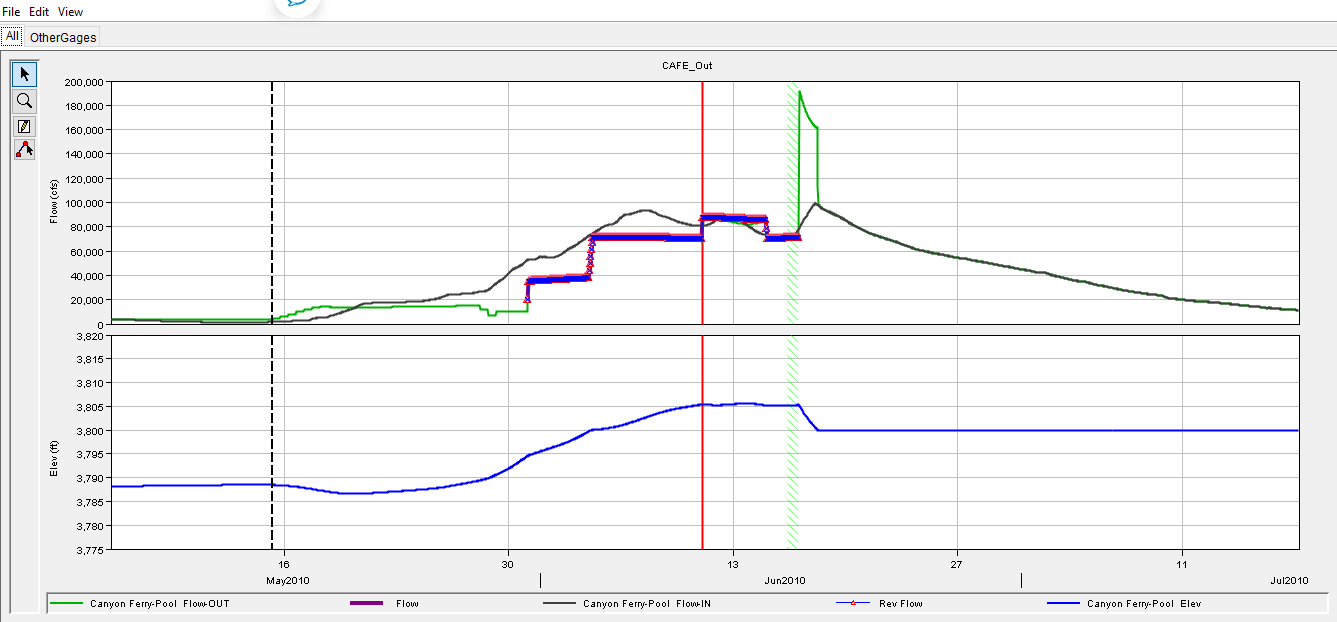 File Edit View
All OtherGages
CAFE_Out
200,000
180,000
160,000
140,000
120,000
100,000
80,000
60,000
40,000
20,000
0
Flow (cfs)
3,820
3,815
3,810
3,805
3,800
3,795
3,790
3,785
3,780
3,775
Elev (ft)
16 30 13 27 11
May2010 Jun2010 Jul2010
Canyon Ferry-Pool Flow-OUT Flow Canyon Ferry-Pool Flow-IN Rev Flow Canyon Ferry-Pool Elev